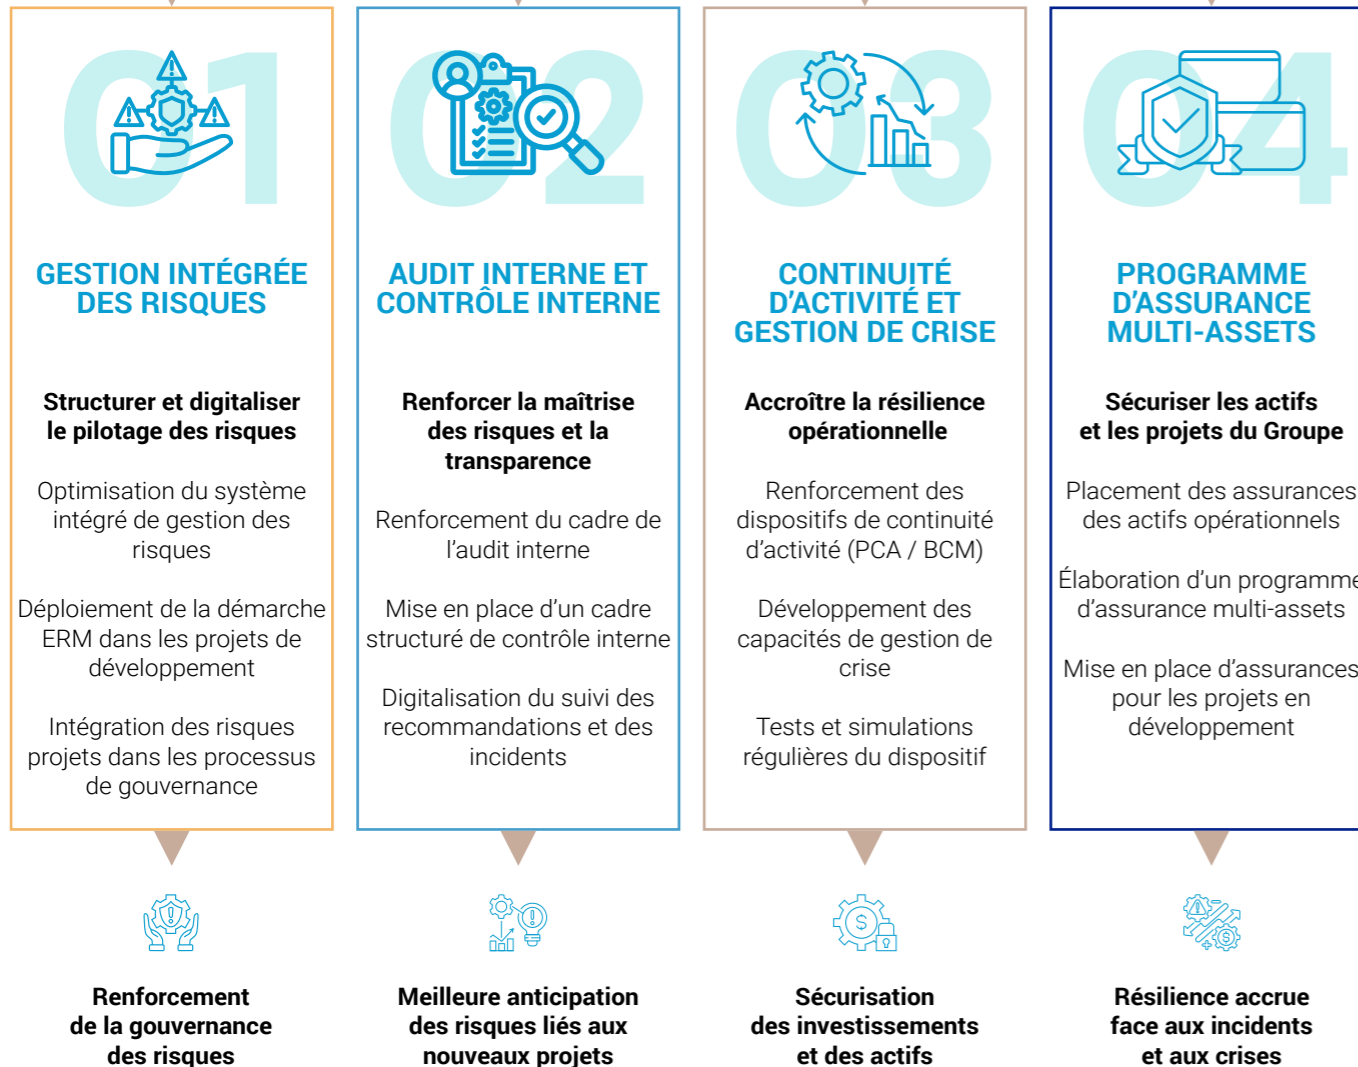 01
GESTION INTÉGRÉE
DES RISQUES
Structurer et digitaliser
le pilotage des risques
Optimisation du système
intégré de gestion des
risques
Déploiement de la démarche
ERM dans les projets de
développement
Intégration des risques
projets dans les processus
de gouvernance
Renforcement
de la gouvernance
des risques
02
AUDIT INTERNE ET
CONTRÔLE INTERNE
Renforcer la maîtrise
des risques et la
transparence
Renforcement du cadre de
l’audit interne
Mise en place d’un cadre
structuré de contrôle interne
Digitalisation du suivi des
recommandations et des
incidents
Meilleure anticipation
des risques liés aux
nouveaux projets
03
CONTINUITÉ
D’ACTIVITÉ ET
GESTION DE CRISE
Accroître la résilience
opérationnelle
Renforcement des
dispositifs de continuité
d’activité (PCA / BCM)
Développement des
capacités de gestion de
crise
Tests et simulations
régulières du dispositif
$
Sécurisation
des investissements
et des actifs
04
PROGRAMME
D’ASSURANCE
MULTI-ASSETS
Sécuriser les actifs
et les projets du Groupe
Placement des assurances
des actifs opérationnels
Élaboration d’un programme
d’assurance multi-assets
Mise en place d’assurances
pour les projets en
développement
$
Résilience accrue
face aux incidents
et aux crises